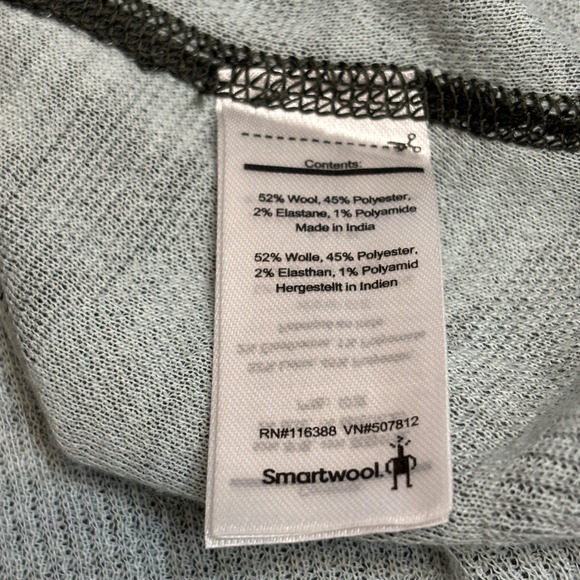 Contents:
52% Wool, 45% Polyester,
2% Elastane, 1% Polyamide
Made in India
52% Wolle, 45% Polyester,
2% Elasthan, 1% Polyamid
Hergestellt in Indien
RN#116388 VN#507812
Smartwool.